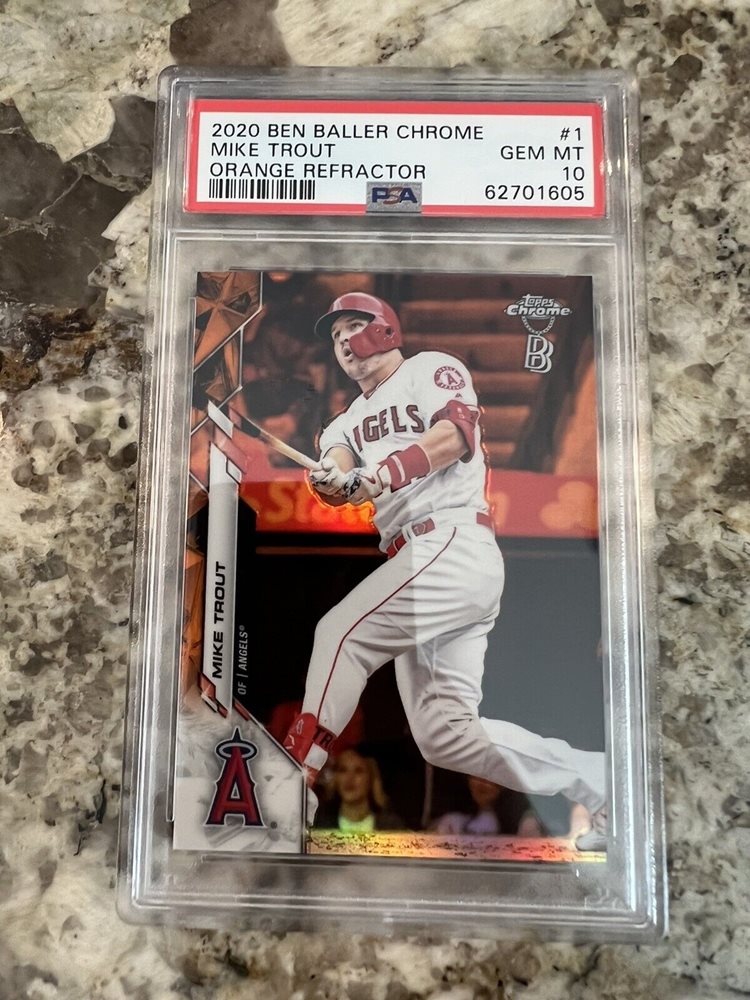 2020 BEN BALLER CHROME #1
MIKE TROUT GEM MT
ORANGE REFRACTOR 10
PSA 62701605
Topps
Chrome
B
A
ANGELS
MIKE TROUT
OF | ANGELS®
A